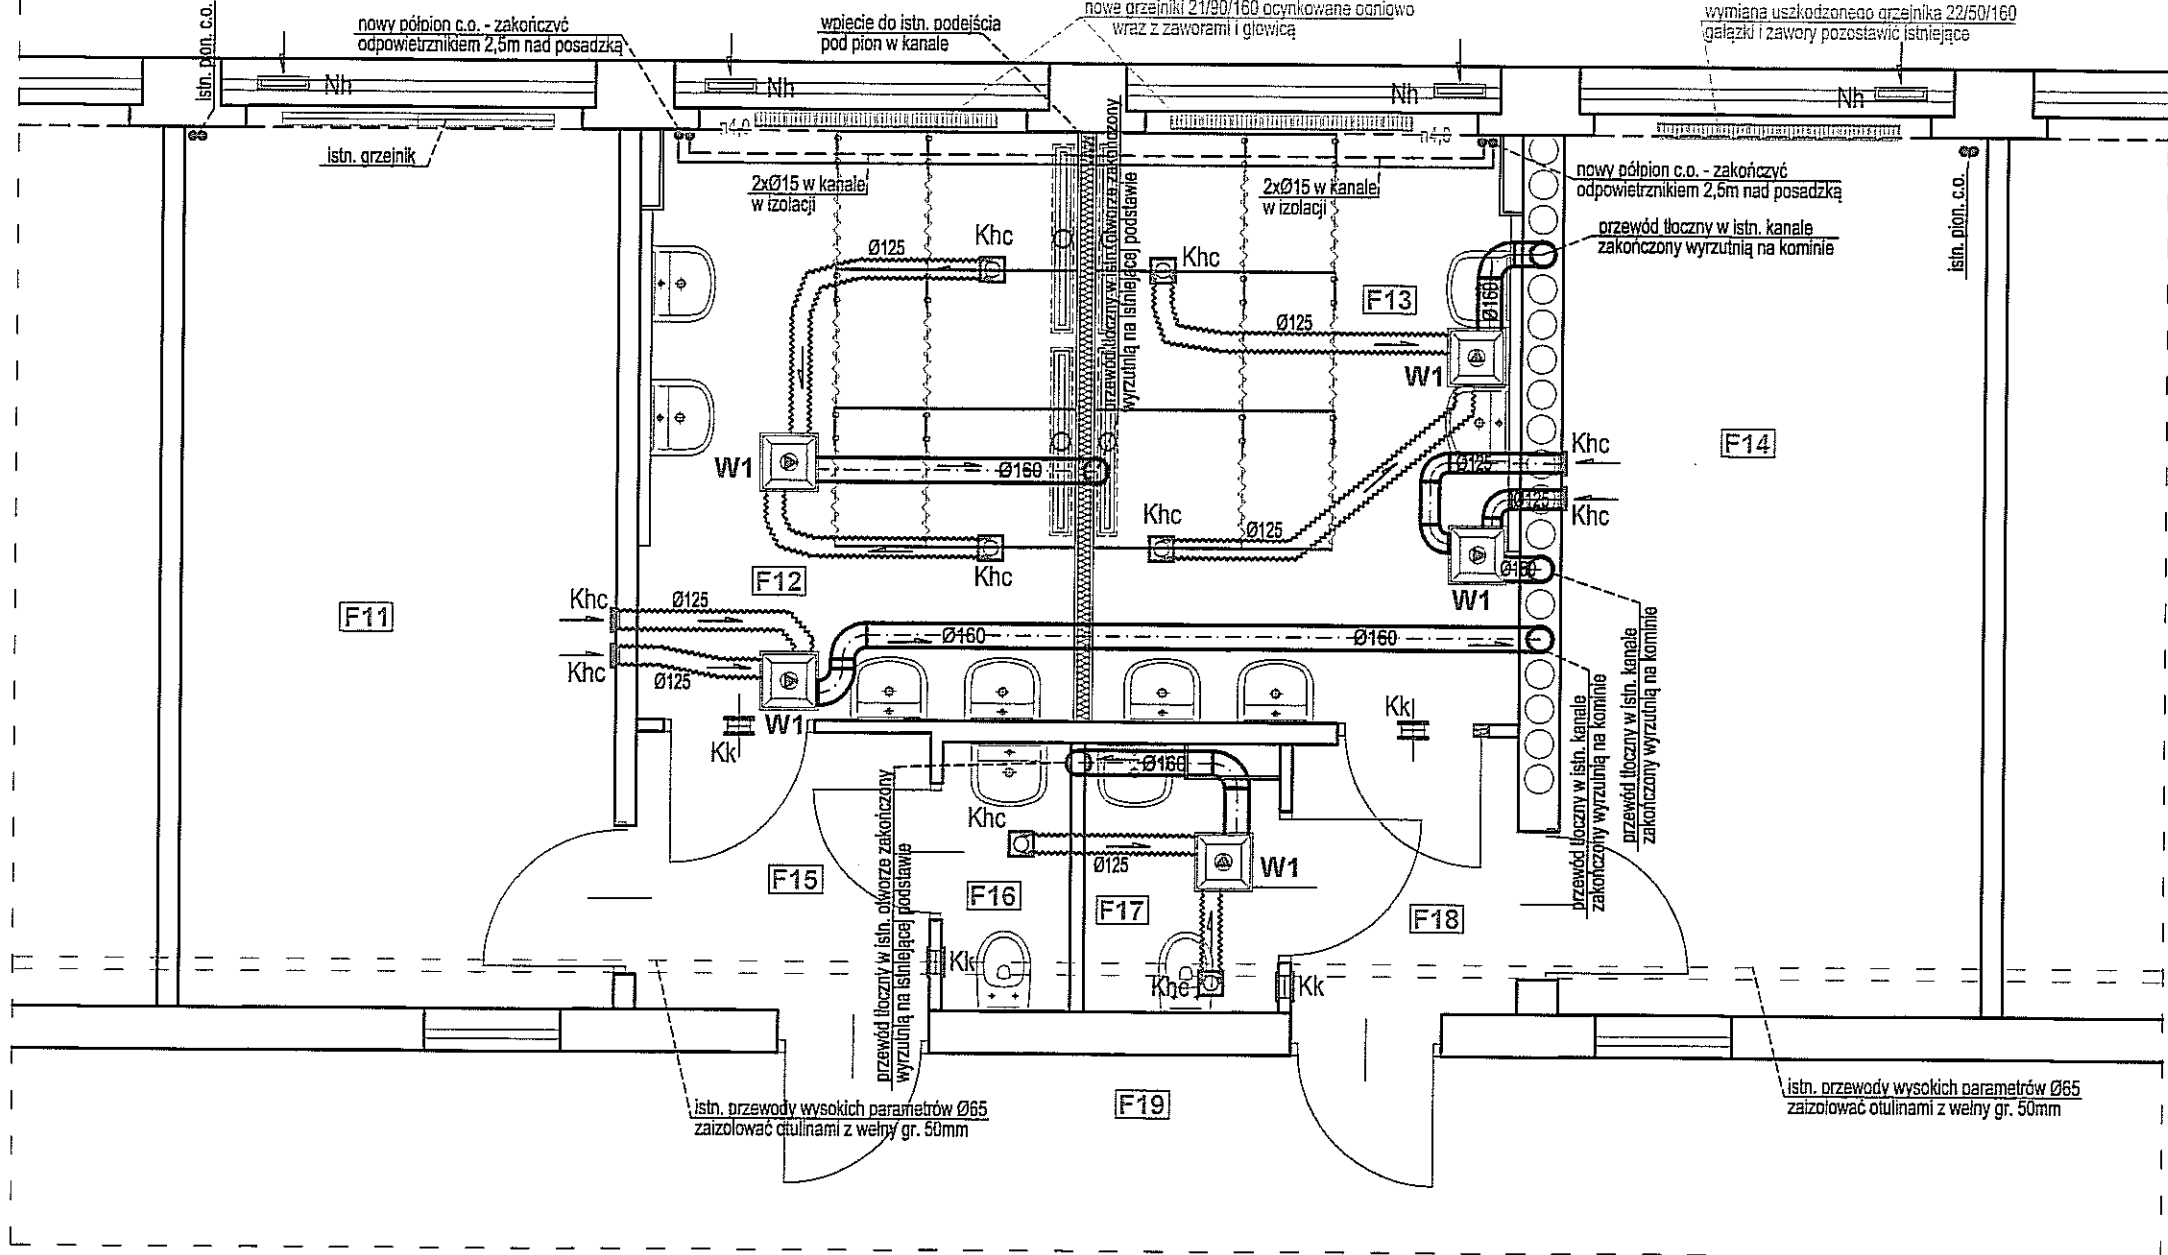 nowy półpion c.o. - zakończyć
odpowietrznikiem 2,5m nad posadzką
wpięcie do istn. podejścia
pod pion w kanale
nowe grzejniki 21/90/160 ocynkowane ogniowo
wraz z zaworami i głowicą
wymiana uszkodzonego grzejnika 22/50/160
gałązki i zawory pozostawić istniejące
istn. pion. c.o.
Nh
Nh
Nh
Nh
istn. grzejnik
n4,0
n4,0
2xØ15 w kanale
w izolacji
2xØ15 w kanale
w izolacji
nowy półpion c.o. - zakończyć
odpowietrznikiem 2,5m nad posadzką
istn. pion. c.o.
przewód tłoczny w istn. kanale
zakończony wyrzutnią na kominie
przewód tłoczny w istn. otworze zakończony
wyrzutnią na istniejącej podstawie
Ø125
Khc
Khc
F13
Ø160
Ø125
W1
W1
Ø160
Khc
Ø125
F14
Khc
Ø125
Khc
Ø125
Khc
F12
W1
Ø160
F11
Khc
Ø125
Khc
Ø125
Ø160
Ø160
W1
Kk
Kk
przewód tłoczny w istn. kanale
zakończony wyrzutnią na kominie
przewód tłoczny w istn. kanale
zakończony wyrzutnią na kominie
Ø160
Khc
Ø125
W1
F15
F16
F17
F18
Kk
Khc
Kk
przewód tłoczny w istn. otworze zakończony
wyrzutnią na istniejącej podstawie
istn. przewody wysokich parametrów Ø65
zaizolować otulinami z wełny gr. 50mm
F19
istn. przewody wysokich parametrów Ø65
zaizolować otulinami z wełny gr. 50mm